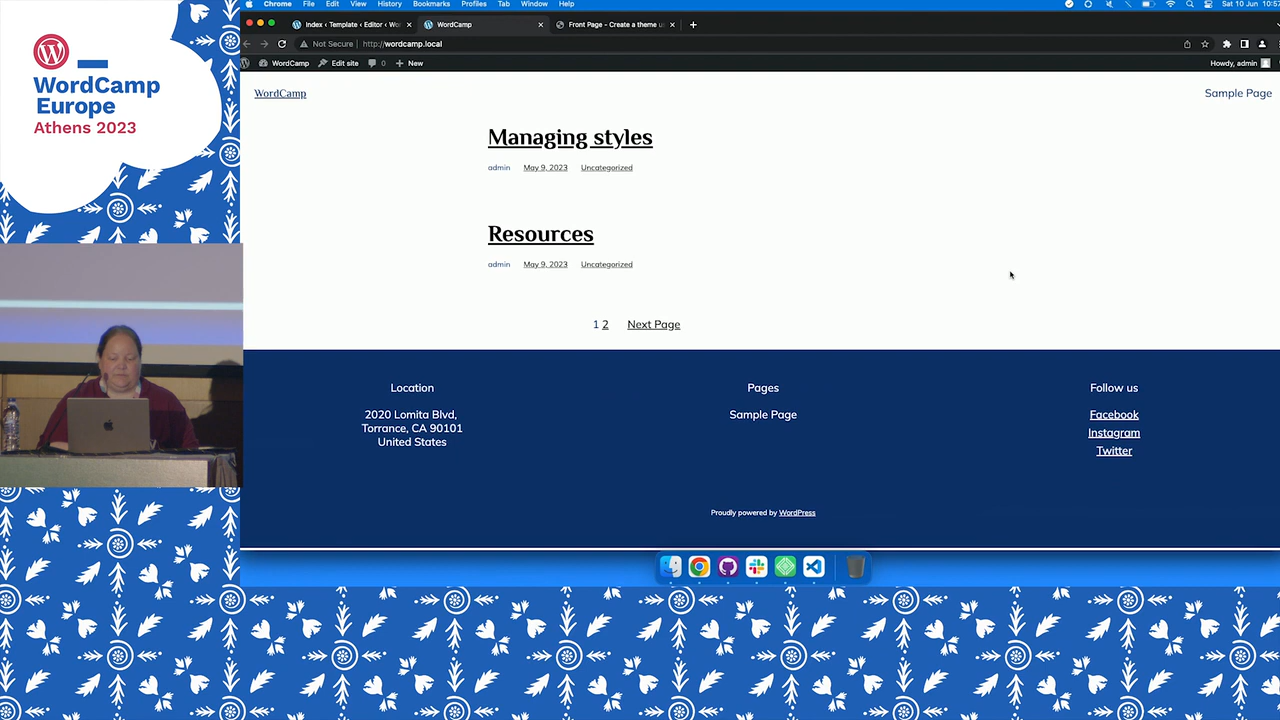 WordCamp
Europe
Athens 2023
Chrome File Edit View History Bookmarks Profiles Tab Window Help
Sat 10 Jun 10:57
Index ‹ Template ‹ Editor ‹ Wo
WordCamp
Front Page - Create a theme u
Not Secure http://wordcamp.local
WordCamp Edit site 0 New
Howdy, admin
WordCamp
Sample Page
Managing styles
admin May 9, 2023 Uncategorized
Resources
admin May 9, 2023 Uncategorized
1 2 Next Page
Location
2020 Lomita Blvd,
Torrance, CA 90101
United States
Pages
Sample Page
Follow us
Facebook
Instagram
Twitter
Proudly powered by WordPress